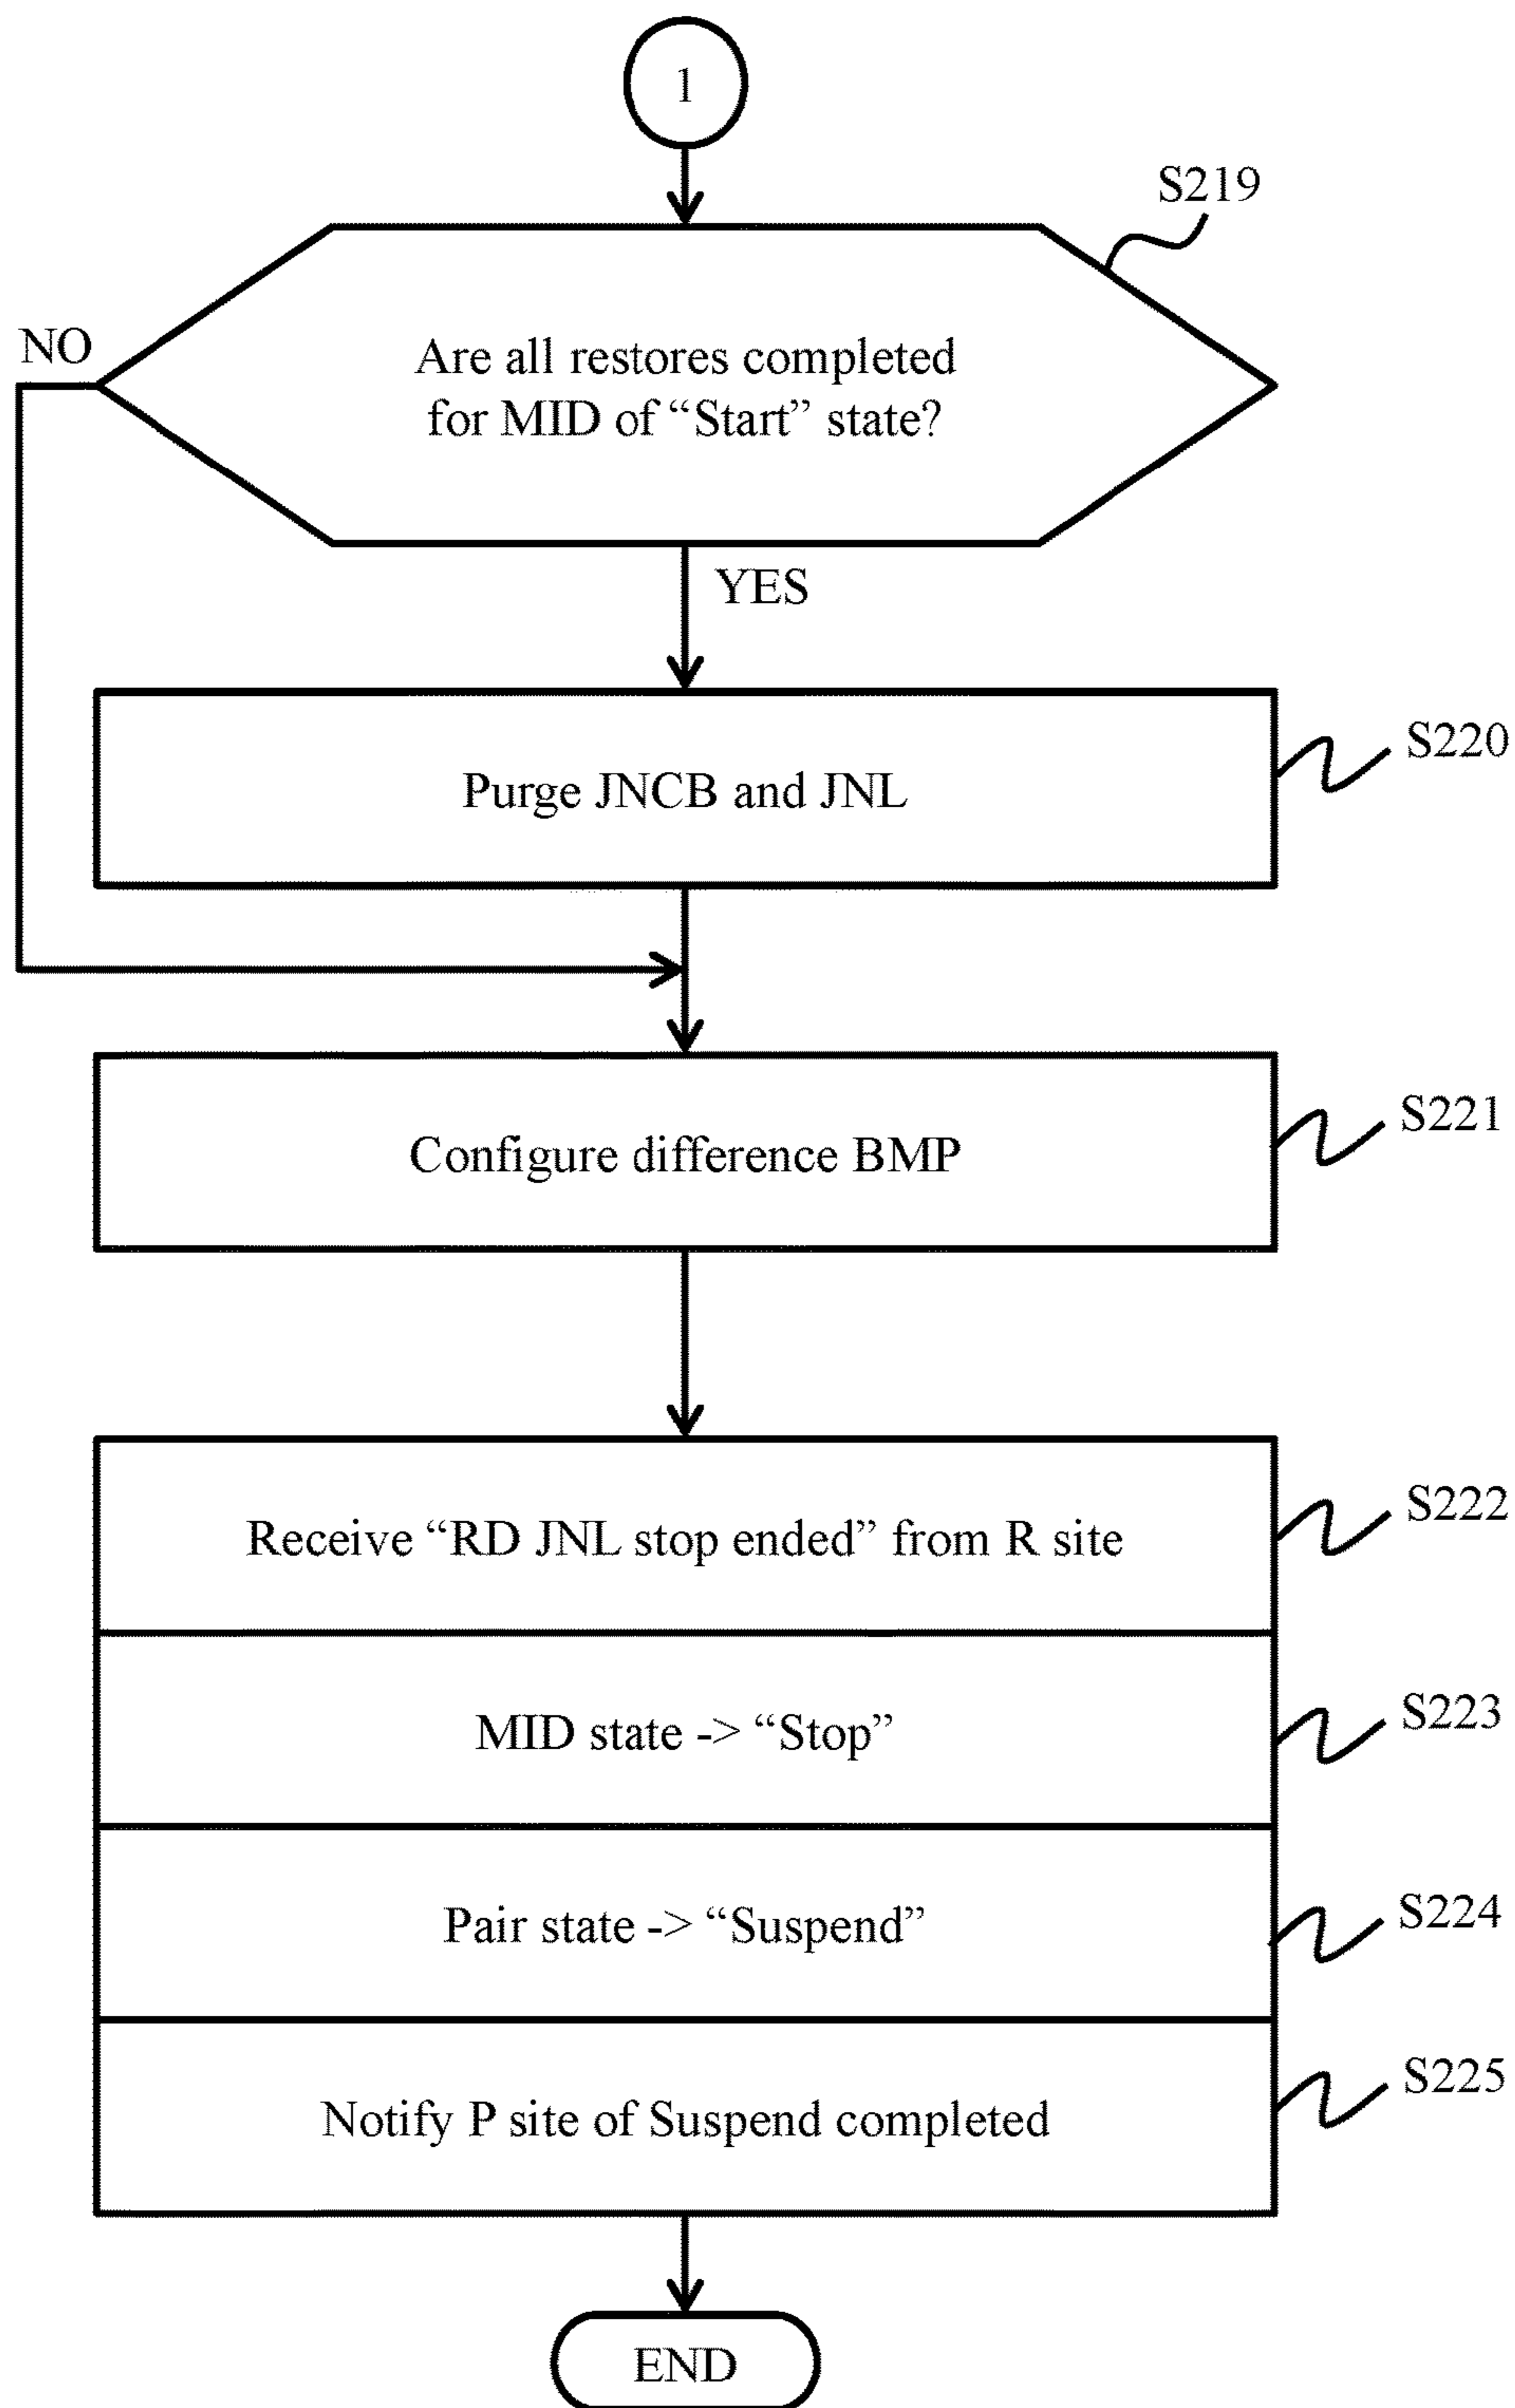 1
S219
NO
Are all restores completed
for MID of “Start” state?
YES
S220
Purge JNCB and JNL
S221
Configure difference BMP
S222
Receive “RD JNL stop ended” from R site
S223
MID state -> “Stop”
S224
Pair state -> “Suspend”
S225
Notify P site of Suspend completed
END